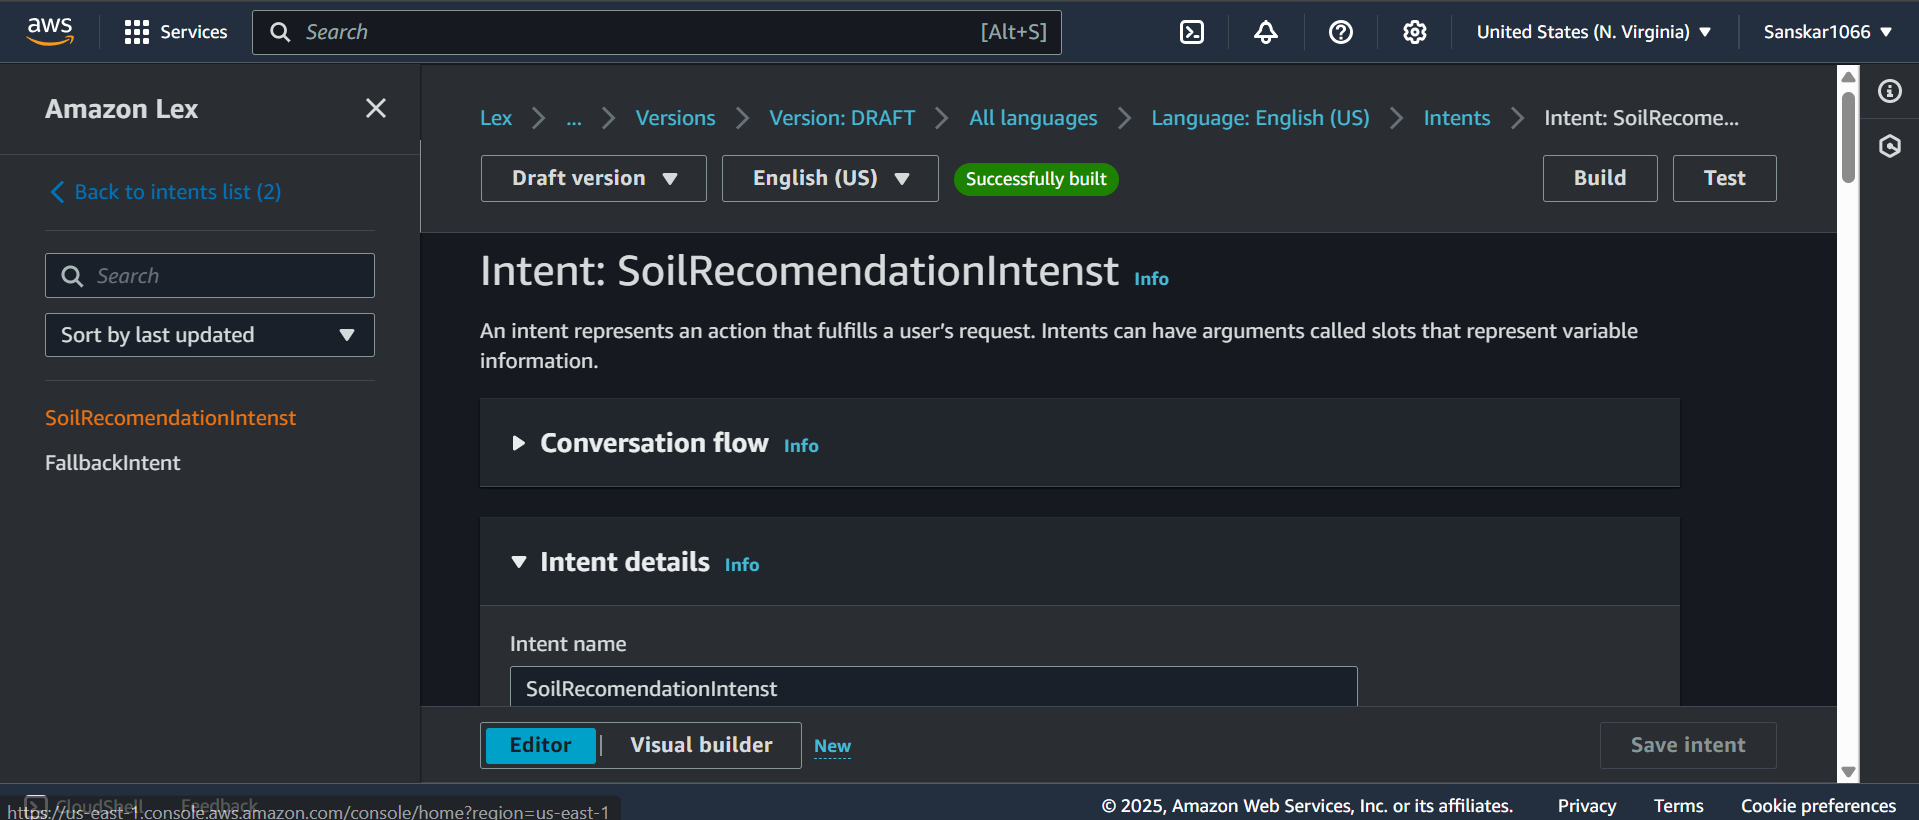 aws
Services
Search
[Alt+S]
United States (N. Virginia)
Sanskar1066
Amazon Lex
Back to intents list (2)
Search
Sort by last updated
SoilRecomendationIntenst
FallbackIntent
Lex
...
Versions
Version: DRAFT
All languages
Language: English (US)
Intents
Intent: SoilRecome...
Draft version
English (US)
Successfully built
Build
Test
Intent: SoilRecomendationIntenst Info
An intent represents an action that fulfills a user’s request. Intents can have arguments called slots that represent variable
information.
Conversation flow Info
Intent details Info
Intent name
SoilRecomendationIntenst
Editor
Visual builder
New
Save intent
CloudShell
Feedback
https://us-east-1.console.aws.amazon.com/console/home?region=us-east-1
© 2025, Amazon Web Services, Inc. or its affiliates.
Privacy
Terms
Cookie preferences